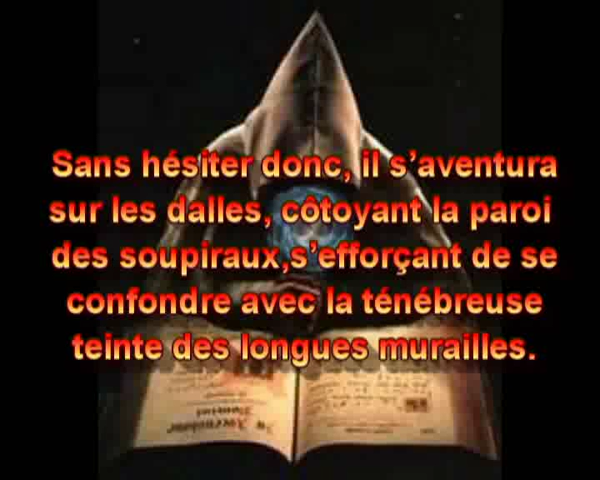 Sans hésiter donc, il s’aventura
sur les dalles, côtoyant la paroi
des soupiraux,s’efforçant de se
confondre avec la ténébreuse
teinte des longues murailles.